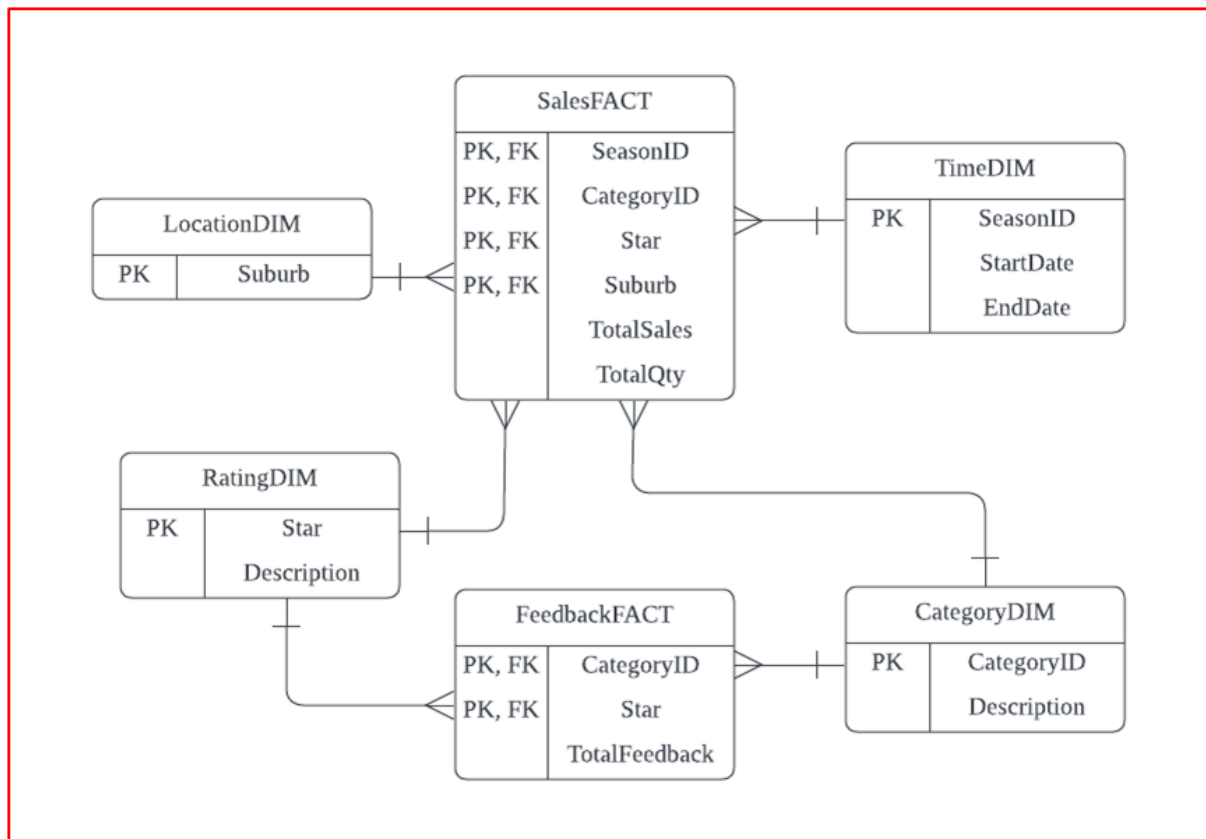 SalesFACT
PK, FK SeasonID
PK, FK CategoryID
PK, FK Star
PK, FK Suburb
TotalSales
TotalQty
TimeDIM
PK SeasonID
StartDate
EndDate
LocationDIM
PK Suburb
RatingDIM
PK Star
Description
FeedbackFACT
PK, FK CategoryID
PK, FK Star
TotalFeedback
CategoryDIM
PK CategoryID
Description